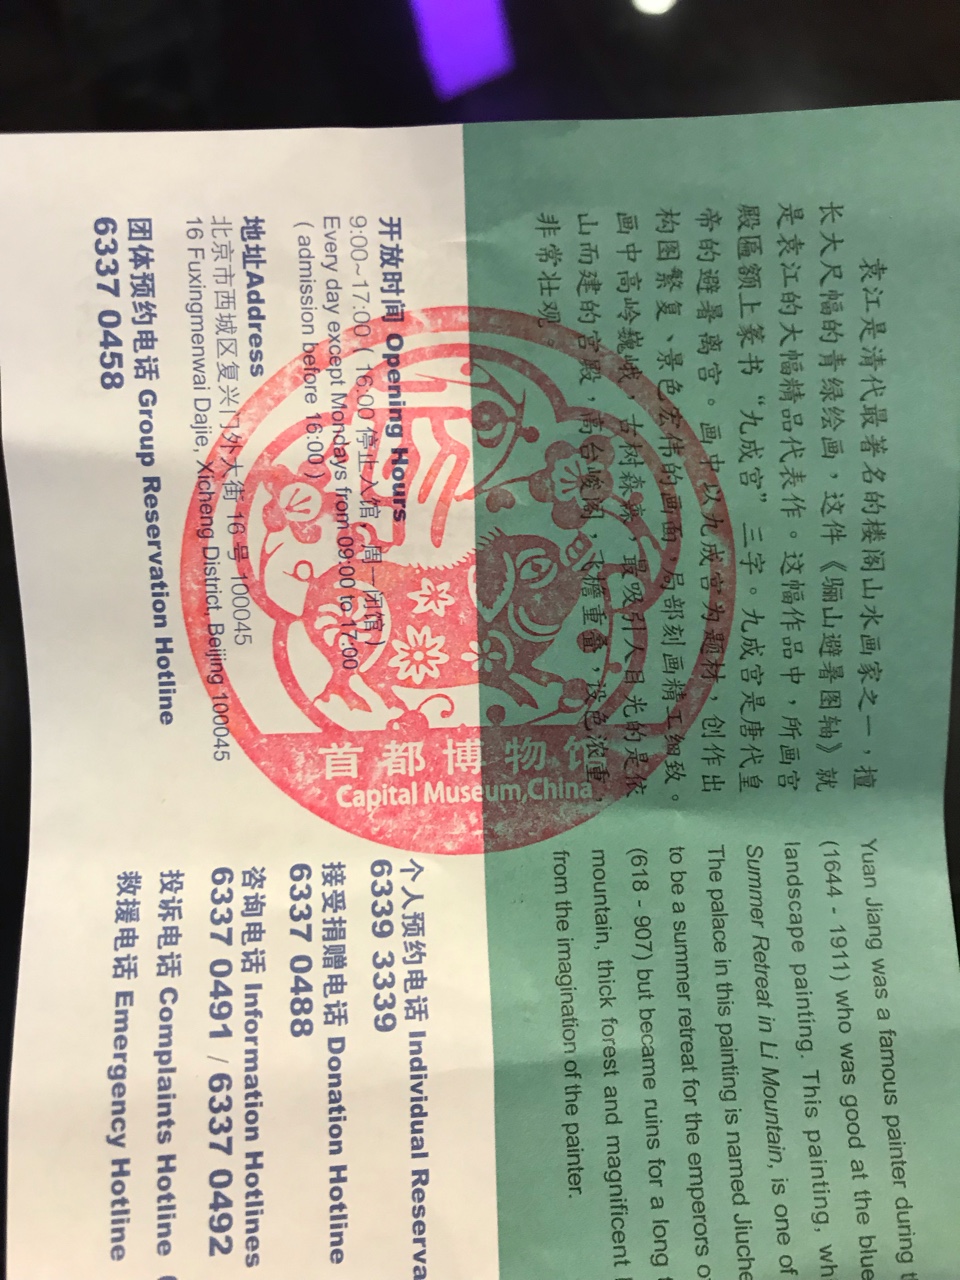 袁江是清代最著名的楼阁山水画家之一，擅
长大尺幅的青绿绘画，这件《骊山避暑图轴》就
是袁江的大幅精品代表作。这幅作品中，所画宫
殿匾额上篆书“九成宫”三字。九成宫是唐代皇
帝的避暑离宫。画中以九成宫为题材，创作出
构图繁复、景色宏伟的画面，局部刻画精工细致。
画中高岭巍峨，古树森森，最吸引人目光的是依
山而建的宫殿，高台峻阁，飞檐重叠，设色浓重，
非常壮观。
Yuan Jiang was a famous painter during
(1644 - 1911) who was good at the blue
landscape painting. This painting,
Summer Retreat in Li Mountain, is one of
The palace in this painting is named
to be a summer retreat for the emperors
(618 - 907) but became ruins for a long
mountain, thick forest and magnificent
from the imagination of the painter.
开放时间 Opening Hours
9:00~17:00 ( 16:00 停止入馆，周一闭馆 )
Every day except Mondays from 09:00 to 17:00
( admission before 16:00 )
地址Address
北京市西城区复兴门外大街 16 号 100045
16 Fuxingmenwai Dajie, Xicheng District, Beijing 100045
团体预约电话 Group Reservation Hotline
6337 0458
首都博物馆
Capital Museum,China
个人预约电话 Individual
6339 3339
接受捐赠电话 Donation Hotline
6337 0488
咨询电话 Information Hotlines
6337 0491 / 6337 0492
投诉电话 Complaints Hotline
救援电话 Emergency Hotline